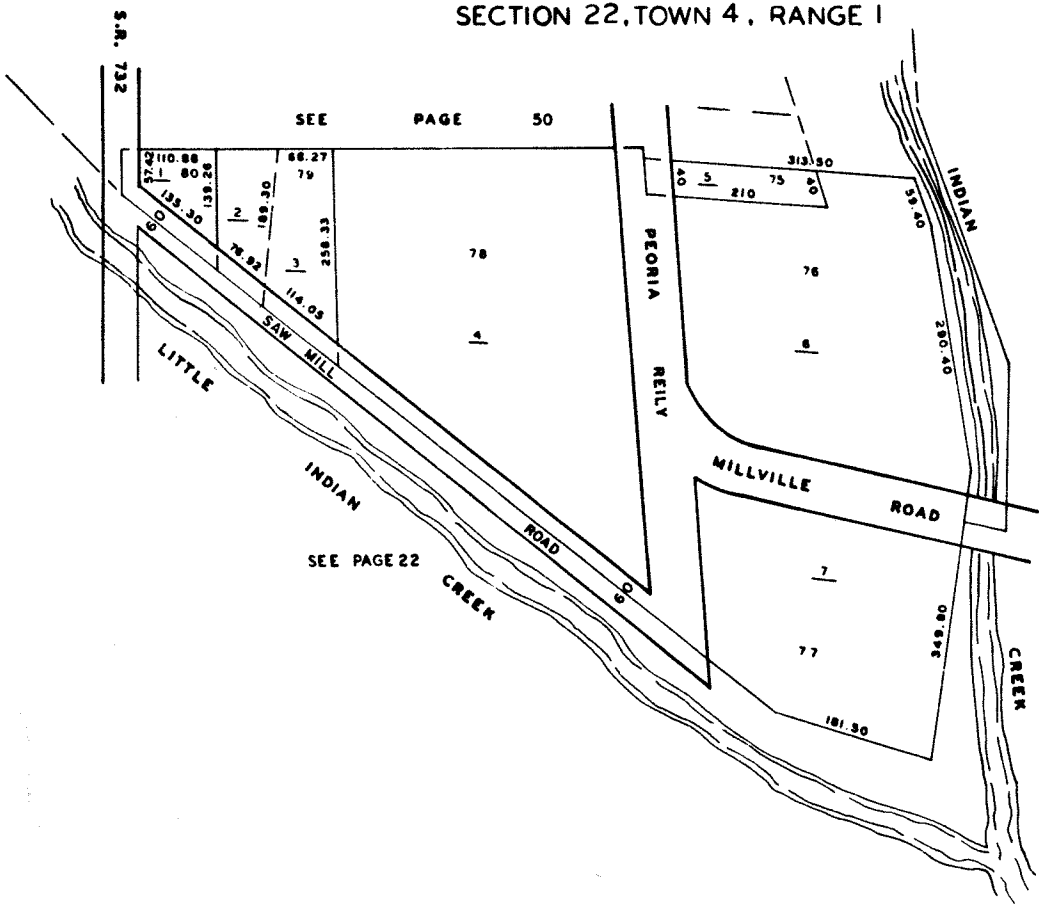 SECTION 22, TOWN 4, RANGE 1
S.R. 732
SEE PAGE 50
57.42
110.88
1
80
139.26
135.30
60
2
189.30
76.92
68.27
79
3
258.33
114.05
78
4
313.50
40
5
75
40
210
59.40
INDIAN
PEORIA
REILY
76
6
290.40
SAW MILL
ROAD
60
LITTLE
INDIAN
CREEK
SEE PAGE 22
MILLVILLE
ROAD
7
77
349.80
181.50
CREEK